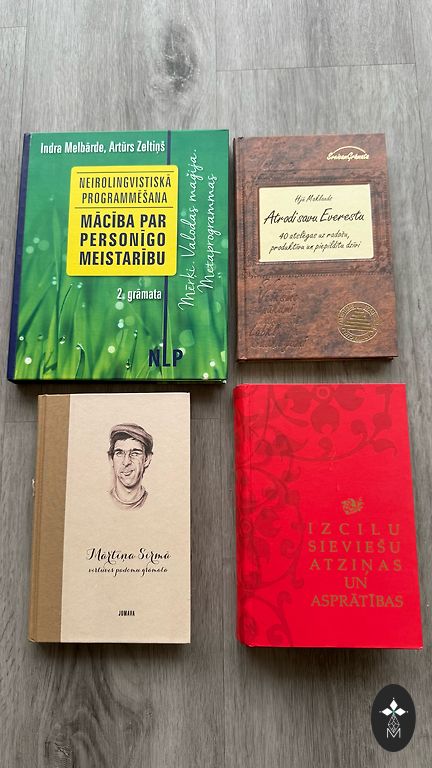 Indra Melbārde, Artūrs Zeltiņš
NEIROLINGVISTISKĀ
PROGRAMMĒŠANA
MĀCĪBA PAR
PERSONĪGO
MEISTARĪBU
2. grāmata
Mērķi. Valodas maģija.
Metaprogrammas
NLP
Hjū Maklauds
Atrodi savu Everestu
40 atslēgas uz radošu,
produktīvu un piepildītu dzīvi
Mārtiņa Sirmā
virtuves padomu grāmata
JUMAVA
IZCILU
SIEVIEŠU
ATZIŅAS
UN
ASPRĀTĪBAS
M